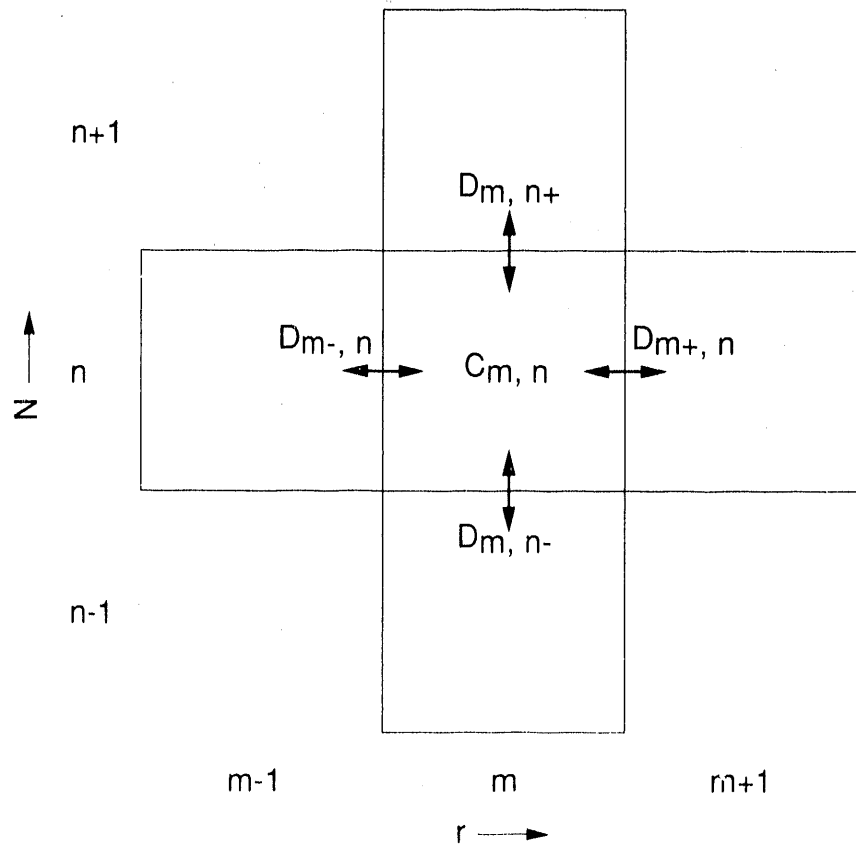 n+1
Dm, n+
Dm-, n
Cm, n
Dm+, n
n
N
Dm, n-
n-1
m-1
m
m+1
r